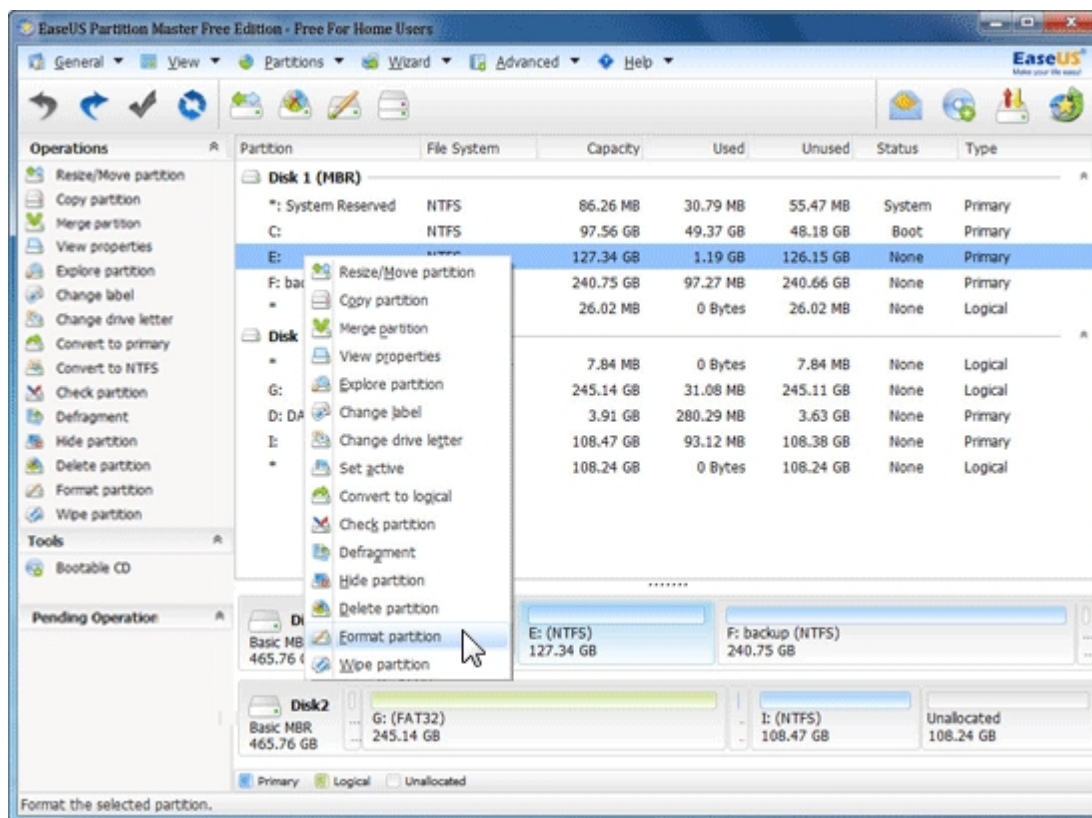 EaseUS Partition Master Free Edition - Free For Home Users
General View Partitions Wizard Advanced Help
EaseUS
Make your life easy!
Operations
Resize/Move partition
Copy partition
Merge partition
View properties
Explore partition
Change label
Change drive letter
Convert to primary
Convert to NTFS
Check partition
Defragment
Hide partition
Delete partition
Format partition
Wipe partition
Tools
Bootable CD
Pending Operation
Partition File System Capacity Used Unused Status Type
Disk 1 (MBR)
*: System Reserved NTFS 86.26 MB 30.79 MB 55.47 MB System Primary
C: NTFS 97.56 GB 49.37 GB 48.18 GB Boot Primary
E: NTFS 127.34 GB 1.19 GB 126.15 GB None Primary
F: bac 240.75 GB 97.27 MB 240.66 GB None Primary
* 26.02 MB 0 Bytes 26.02 MB None Logical
Disk
* 7.84 MB 0 Bytes 7.84 MB None Logical
G: 245.14 GB 31.08 MB 245.11 GB None Logical
D: DA 3.91 GB 280.29 MB 3.63 GB None Primary
I: 108.47 GB 93.12 MB 108.38 GB None Primary
* 108.24 GB 0 Bytes 108.24 GB None Logical
Resize/Move partition
Copy partition
Merge partition
View properties
Explore partition
Change label
Change drive letter
Set active
Convert to logical
Check partition
Defragment
Hide partition
Delete partition
Format partition
Wipe partition
Di
Basic MB
465.76
E: (NTFS)
127.34 GB
F: backup (NTFS)
240.75 GB
Disk2
Basic MBR
465.76 GB
G: (FAT32)
245.14 GB
I: (NTFS)
108.47 GB
Unallocated
108.24 GB
Primary Logical Unallocated
Format the selected partition.